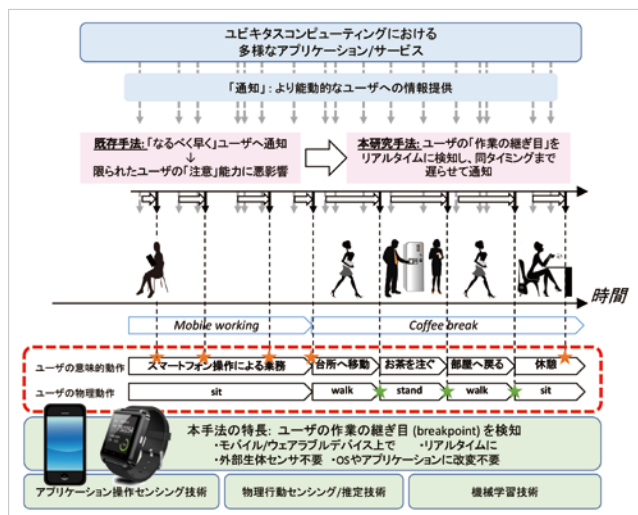 ユビキタスコンピューティングにおける
多様なアプリケーション/サービス
「通知」：より能動的なユーザへの情報提供
既存手法:「なるべく早く」ユーザへ通知
↓
限られたユーザの「注意」能力に悪影響
本研究手法: ユーザの「作業の継ぎ目」を
リアルタイムに検知し、同タイミングまで
遅らせて通知
時間
Mobile working
Coffee break
ユーザの意味的動作
スマートフォン操作による業務
台所へ移動
お茶を注ぐ
部屋へ戻る
休憩
ユーザの物理動作
sit
walk
stand
walk
sit
本手法の特長: ユーザの作業の継ぎ目 (breakpoint) を検知
・モバイル/ウェアラブルデバイス上で ・リアルタイムに
・外部生体センサ不要 ・OSやアプリケーションに改変不要
アプリケーション操作センシング技術
物理行動センシング/推定技術
機械学習技術